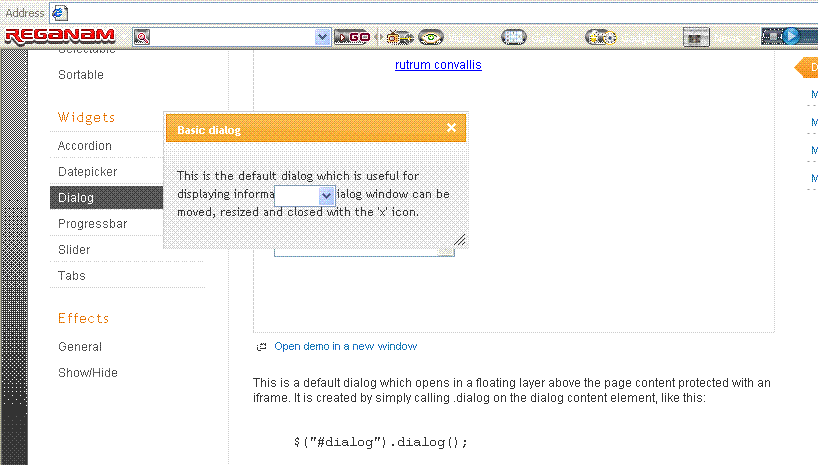 Address
REGANAM
GO
Selectable
Sortable
Widgets
Accordion
Datepicker
Dialog
Progressbar
Slider
Tabs
Effects
General
Show/Hide
rutrum convallis
Basic dialog
This is the default dialog which is useful for
displaying informa ialog window can be
moved, resized and closed with the 'x' icon.
Open demo in a new window
This is a default dialog which opens in a floating layer above the page content protected with an
iframe. It is created by simply calling .dialog on the dialog content element, like this:
$("#dialog").dialog();
D
M
M
M
M